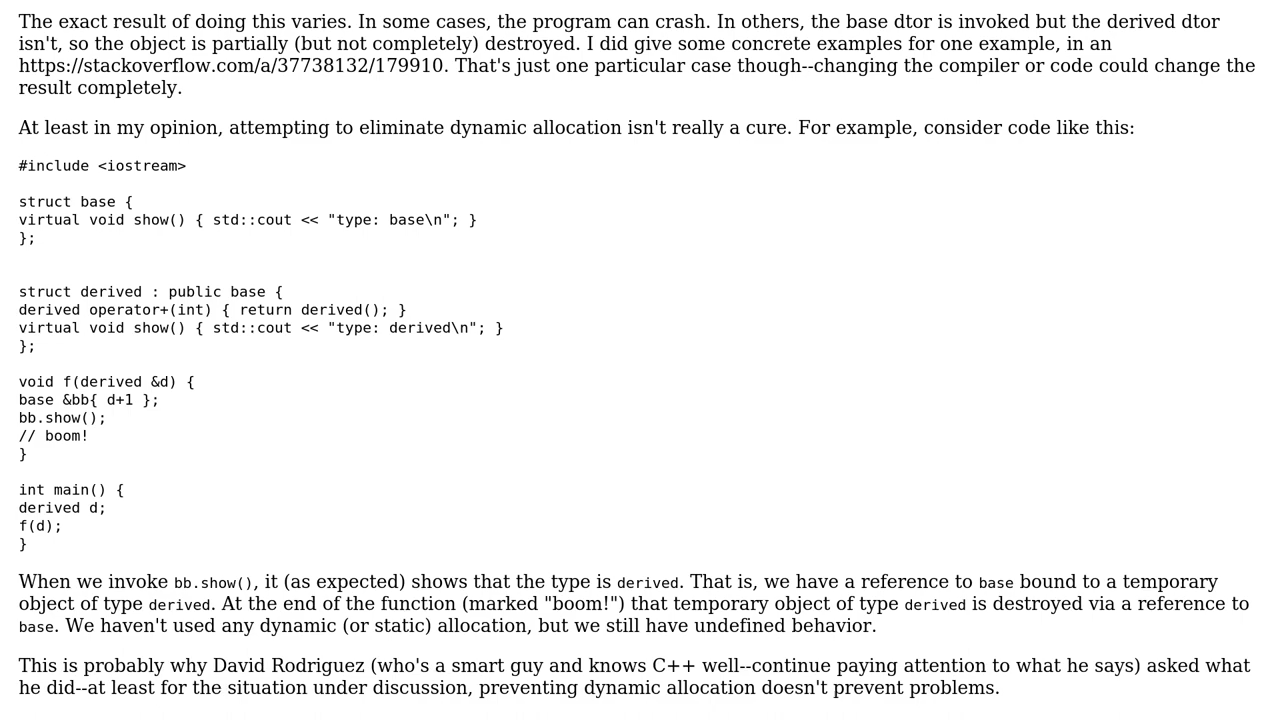 The exact result of doing this varies. In some cases, the program can crash. In others, the base dtor is invoked but the derived dtor
isn't, so the object is partially (but not completely) destroyed. I did give some concrete examples for one example, in an
https://stackoverflow.com/a/37738132/179910. That's just one particular case though--changing the compiler or code could change the
result completely.
At least in my opinion, attempting to eliminate dynamic allocation isn't really a cure. For example, consider code like this:
#include <iostream>
struct base {
virtual void show() { std::cout << "type: base\n"; }
};
struct derived : public base {
derived operator+(int) { return derived(); }
virtual void show() { std::cout << "type: derived\n"; }
};
void f(derived &d) {
base &bb{ d+1 };
bb.show();
// boom!
}
int main() {
derived d;
f(d);
}
When we invoke bb.show(), it (as expected) shows that the type is derived. That is, we have a reference to base bound to a temporary
object of type derived. At the end of the function (marked "boom!") that temporary object of type derived is destroyed via a reference to
base. We haven't used any dynamic (or static) allocation, but we still have undefined behavior.
This is probably why David Rodriguez (who's a smart guy and knows C++ well--continue paying attention to what he says) asked what
he did--at least for the situation under discussion, preventing dynamic allocation doesn't prevent problems.